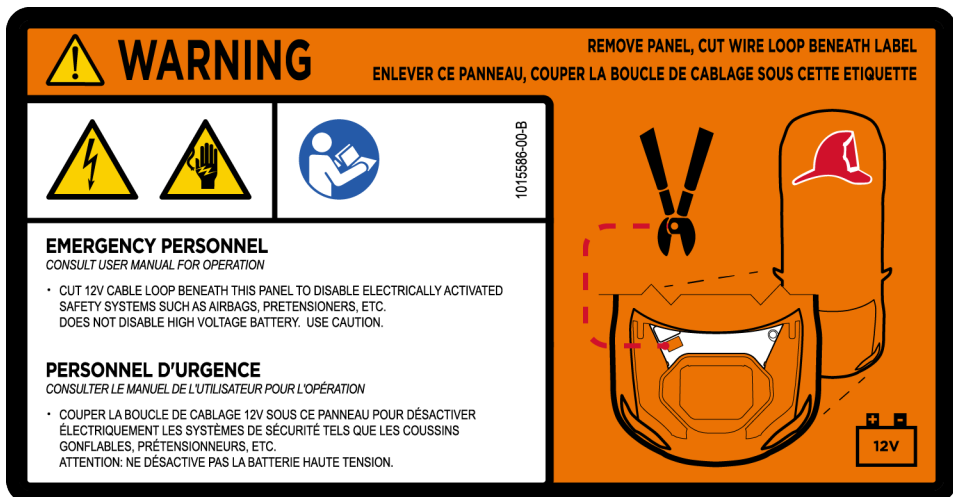 WARNING
REMOVE PANEL, CUT WIRE LOOP BENEATH LABEL
ENLEVER CE PANNEAU, COUPER LA BOUCLE DE CABLAGE SOUS CETTE ETIQUETTE
1015586-00-B
EMERGENCY PERSONNEL
CONSULT USER MANUAL FOR OPERATION
• CUT 12V CABLE LOOP BENEATH THIS PANEL TO DISABLE ELECTRICALLY ACTIVATED
SAFETY SYSTEMS SUCH AS AIRBAGS, PRETENSIONERS, ETC.
DOES NOT DISABLE HIGH VOLTAGE BATTERY. USE CAUTION.
PERSONNEL D'URGENCE
CONSULTER LE MANUEL DE L'UTILISATEUR POUR L'OPÉRATION
• COUPER LA BOUCLE DE CABLAGE 12V SOUS CE PANNEAU POUR DÉSACTIVER
ÉLECTRIQUEMENT LES SYSTÈMES DE SÉCURITÉ TELS QUE LES COUSSINS
GONFLABLES, PRÉTENSIONNEURS, ETC.
ATTENTION: NE DÉSACTIVE PAS LA BATTERIE HAUTE TENSION.
12V